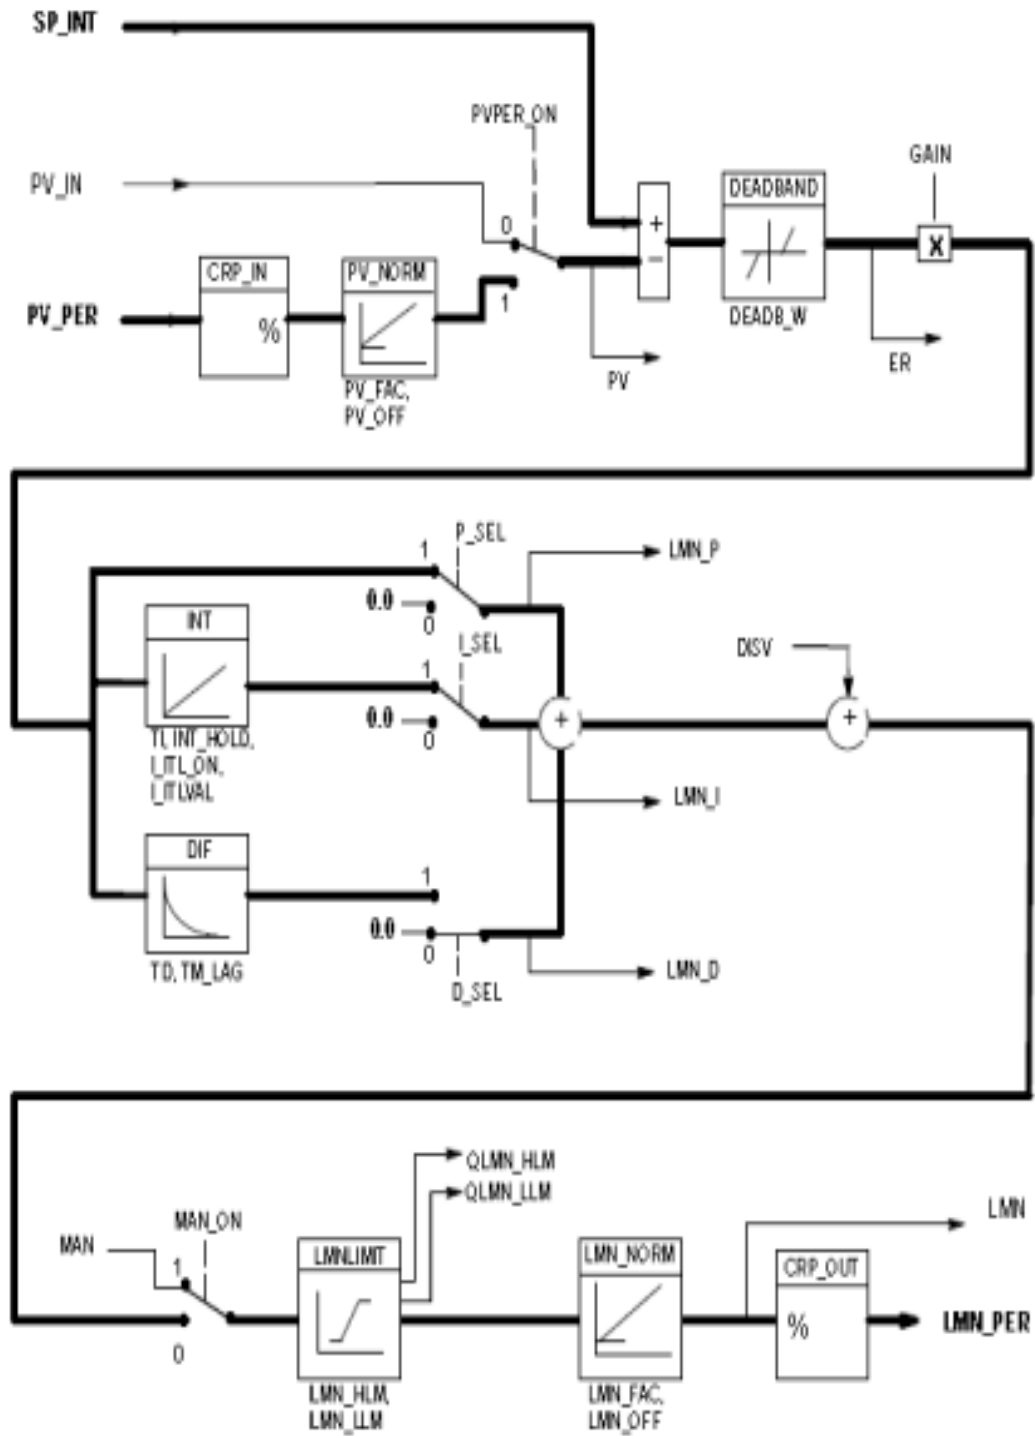 SP_INT
PVPER_ON
GAIN
PV_IN
DEADBAND
0
+
−
X
CRP_IN
PV_NORM
PV_PER
%
1
DEADB_W
ER
PV
PV_FAC,
PV_OFF
P_SEL
1
LMN_P
0.0
0
INT
I_SEL
1
DISV
0.0
0
+
+
TI, INT_HOLD,
I_ITL_ON,
I_ITLVAL
LMN_I
DIF
1
0.0
0
LMN_D
TD, TM_LAG
D_SEL
QLMN_HLM
QLMN_LLM
LMN
MAN_ON
MAN
1
LMNLIMIT
LMN_NORM
CRP_OUT
%
LMN_PER
0
LMN_HLM,
LMN_LLM
LMN_FAC,
LMN_OFF